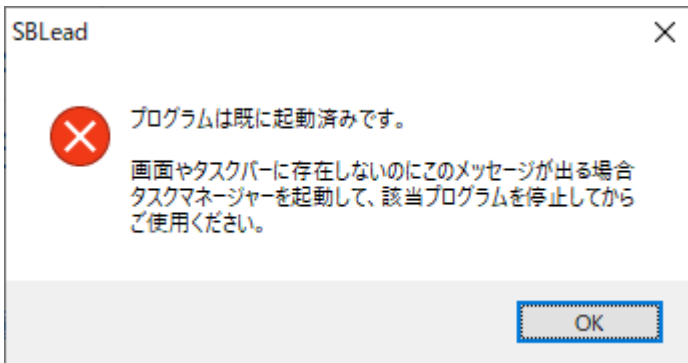 SBLead
プログラムは既に起動済みです。
画面やタスクバーに存在しないのにこのメッセージが出る場合
タスクマネージャーを起動して、該当プログラムを停止してから
ご使用ください。
OK